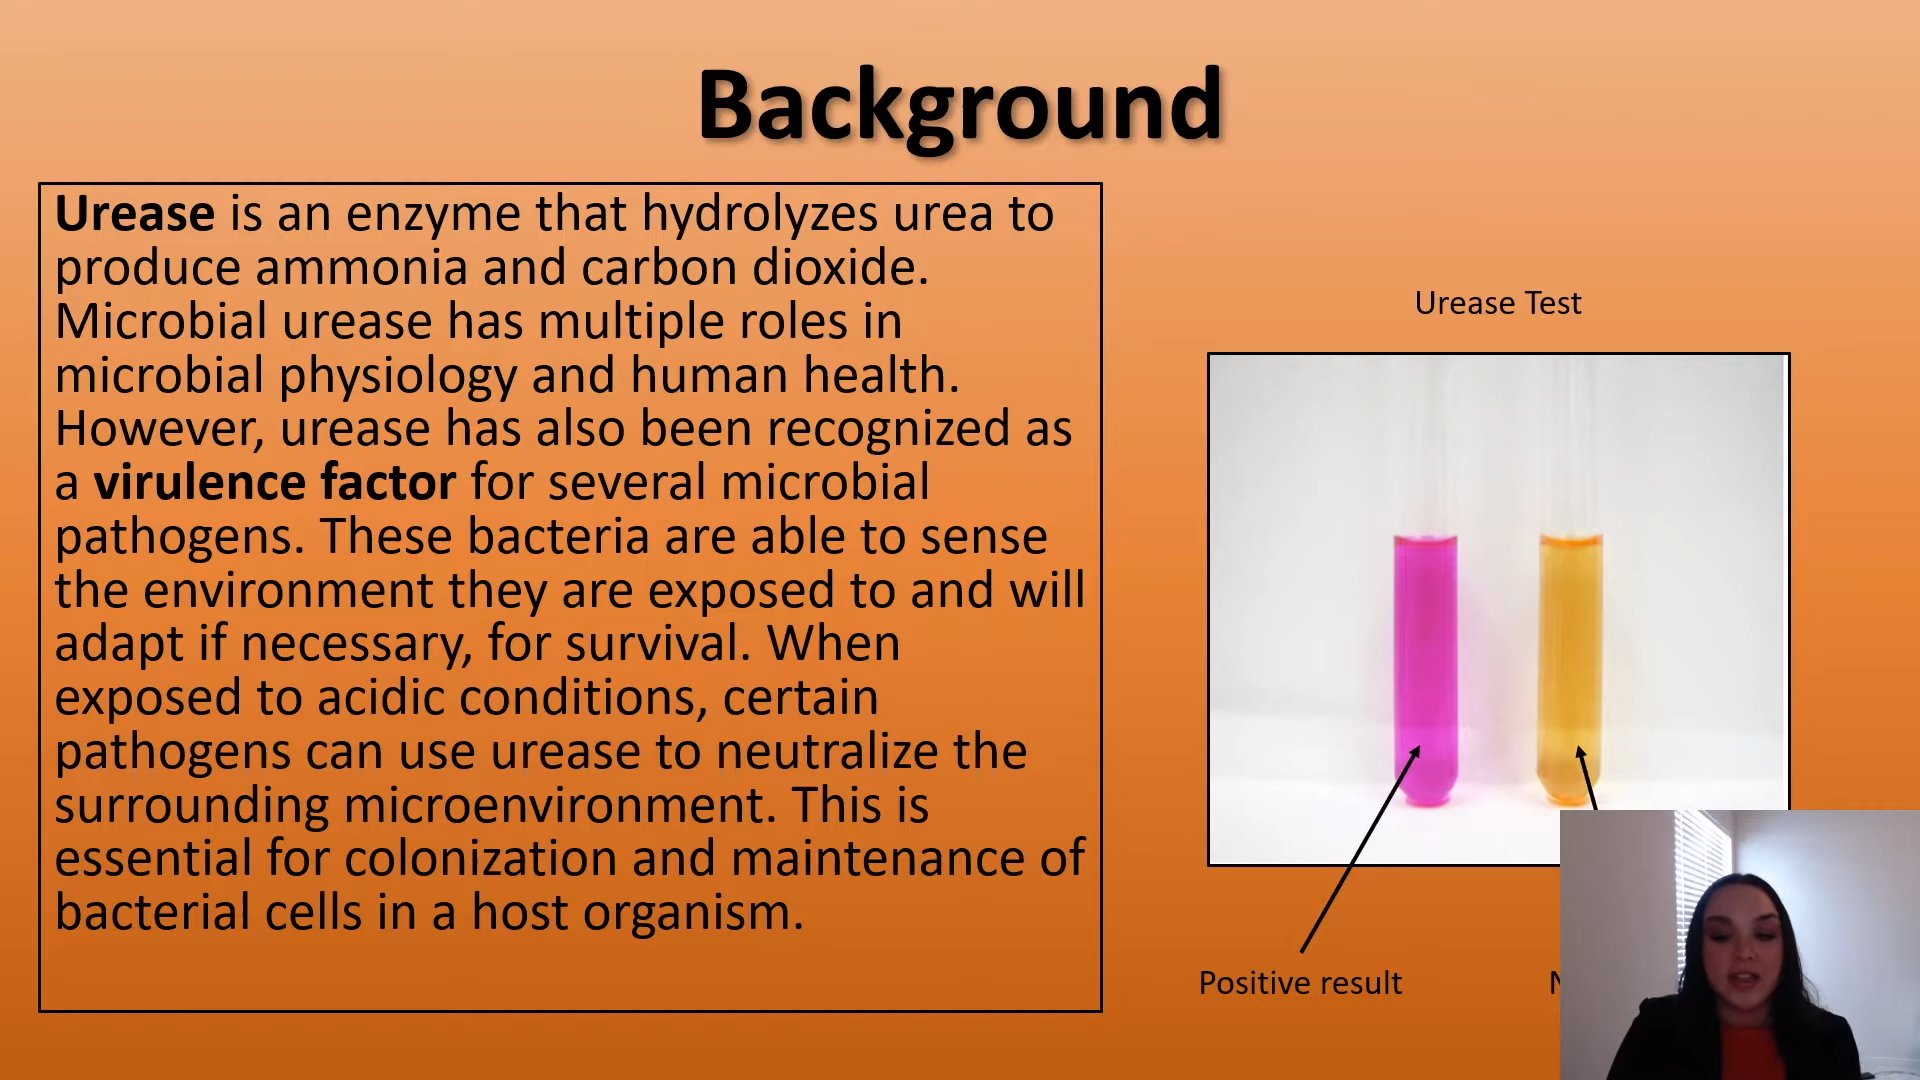 Background
Urease is an enzyme that hydrolyzes urea to
produce ammonia and carbon dioxide.
Microbial urease has multiple roles in
microbial physiology and human health.
However, urease has also been recognized as
a virulence factor for several microbial
pathogens. These bacteria are able to sense
the environment they are exposed to and will
adapt if necessary, for survival. When
exposed to acidic conditions, certain
pathogens can use urease to neutralize the
surrounding microenvironment. This is
essential for colonization and maintenance of
bacterial cells in a host organism.
Urease Test
Positive result